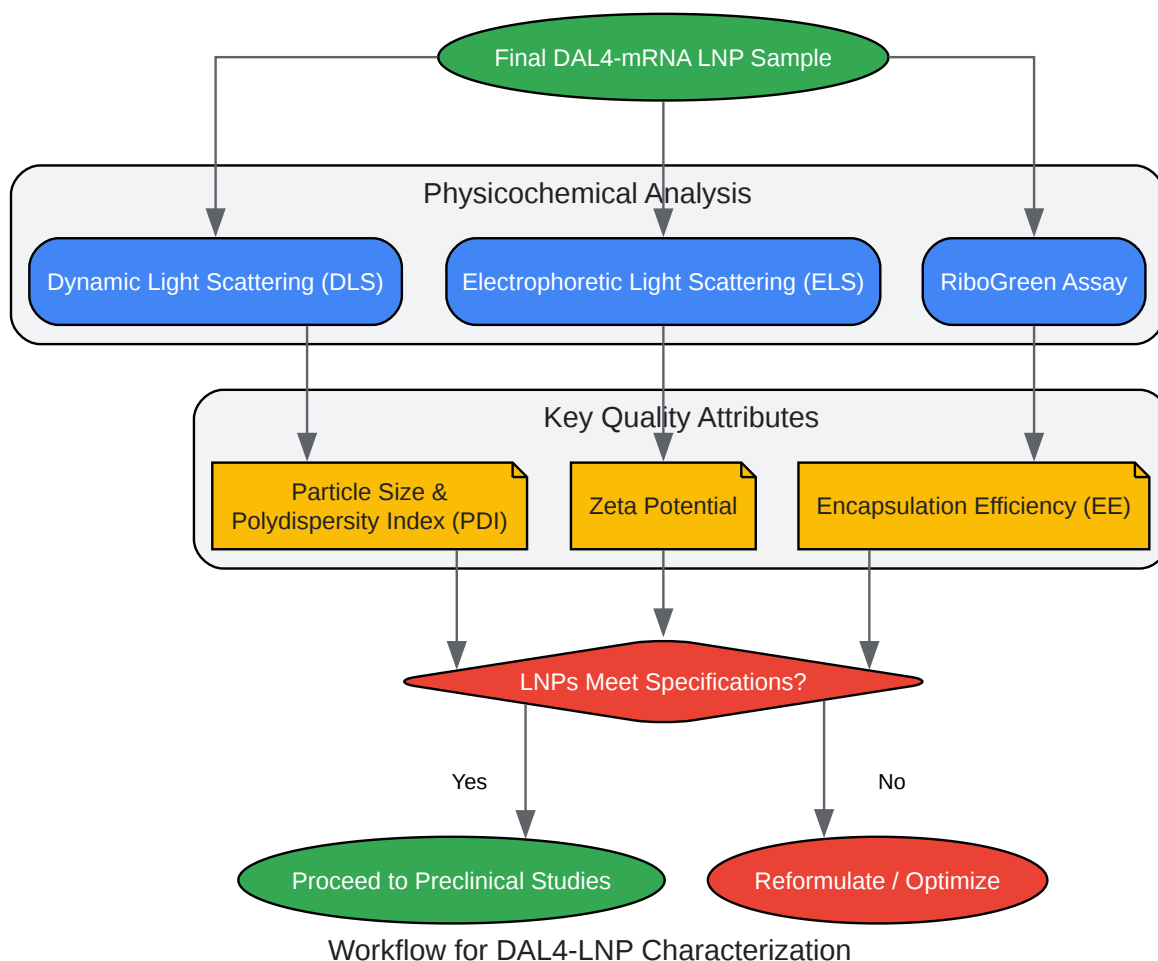 Final DAL4-mRNA LNP Sample
Physicochemical Analysis
Dynamic Light Scattering (DLS)
Electrophoretic Light Scattering (ELS)
RiboGreen Assay
Key Quality Attributes
Particle Size &
Polydispersity Index (PDI)
Zeta Potential
Encapsulation Efficiency (EE)
LNPs Meet Specifications?
Yes
No
Proceed to Preclinical Studies
Reformulate / Optimize
Workflow for DAL4-LNP Characterization